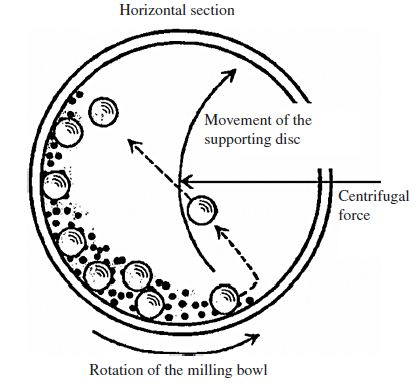 Horizontal section
Movement of the
supporting disc
Centrifugal
force
Rotation of the milling bowl